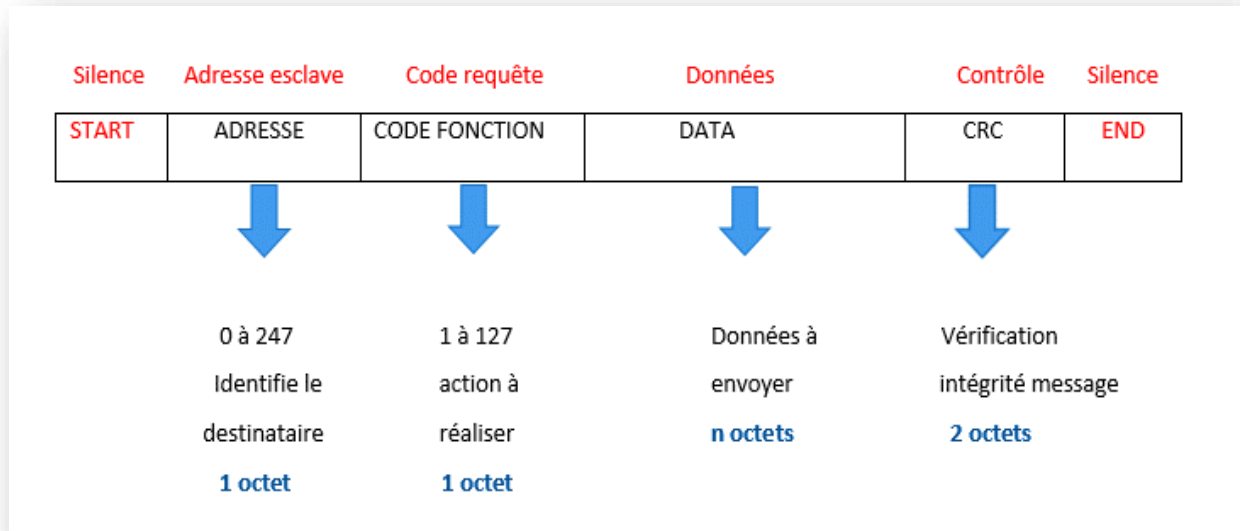 Silence Adresse esclave Code requête Données Contrôle Silence
START ADRESSE CODE FONCTION DATA CRC END
0 à 247 1 à 127 Données à Vérification
Identifie le action à envoyer intégrité message
destinataire réaliser n octets 2 octets
1 octet 1 octet